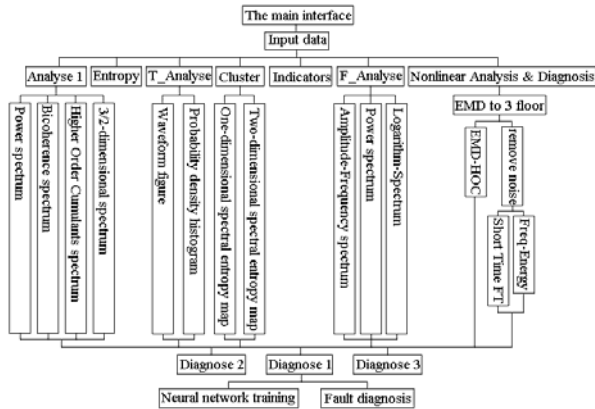 The main interface
Input data
Analyse 1
Entropy
T_Analyse
Cluster
Indicators
F_Analyse
Nonlinear Analysis & Diagnosis
EMD to 3 floor
Power spectrum
Bicoherence spectrum
Higher Order Cumulants spectrum
3/2-dimensional spectrum
Waveform figure
Probability density histogram
One-dimensional spectral entropy map
Two-dimensional spectral entropy map
Amplitude-Frequency spectrum
Power spectrum
Logarithm-Spectrum
EMD-HOC
remove noise
Short Time FT
Freq-Energy
Diagnose 2
Diagnose 1
Diagnose 3
Neural network training
Fault diagnosis